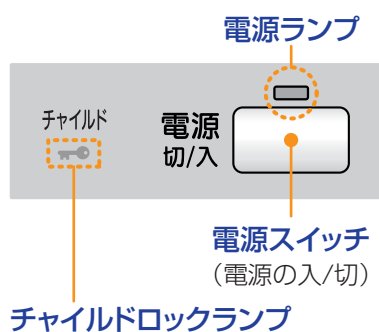 電源ランプ
チャイルド
電源
切/入
電源スイッチ
（電源の入/切）
チャイルドロックランプ